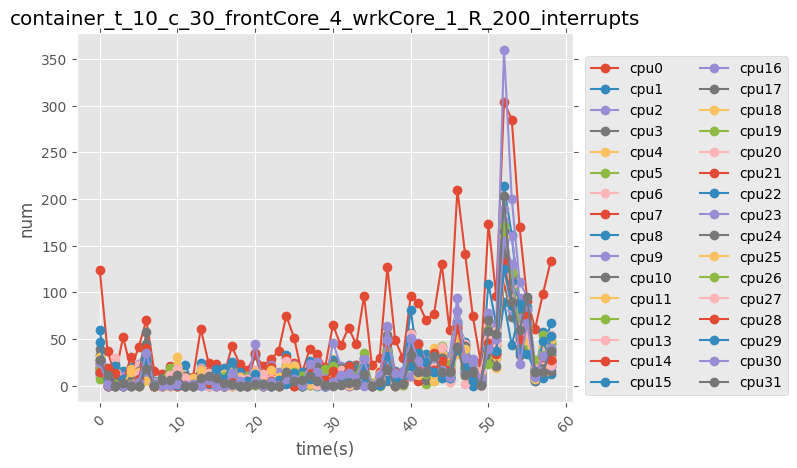 container_t_10_c_30_frontCore_4_wrkCore_1_R_200_interrupts
num
350
300
250
200
150
100
50
0
0
10
20
30
40
50
60
time(s)
cpu0
cpu1
cpu2
cpu3
cpu4
cpu5
cpu6
cpu7
cpu8
cpu9
cpu10
cpu11
cpu12
cpu13
cpu14
cpu15
cpu16
cpu17
cpu18
cpu19
cpu20
cpu21
cpu22
cpu23
cpu24
cpu25
cpu26
cpu27
cpu28
cpu29
cpu30
cpu31